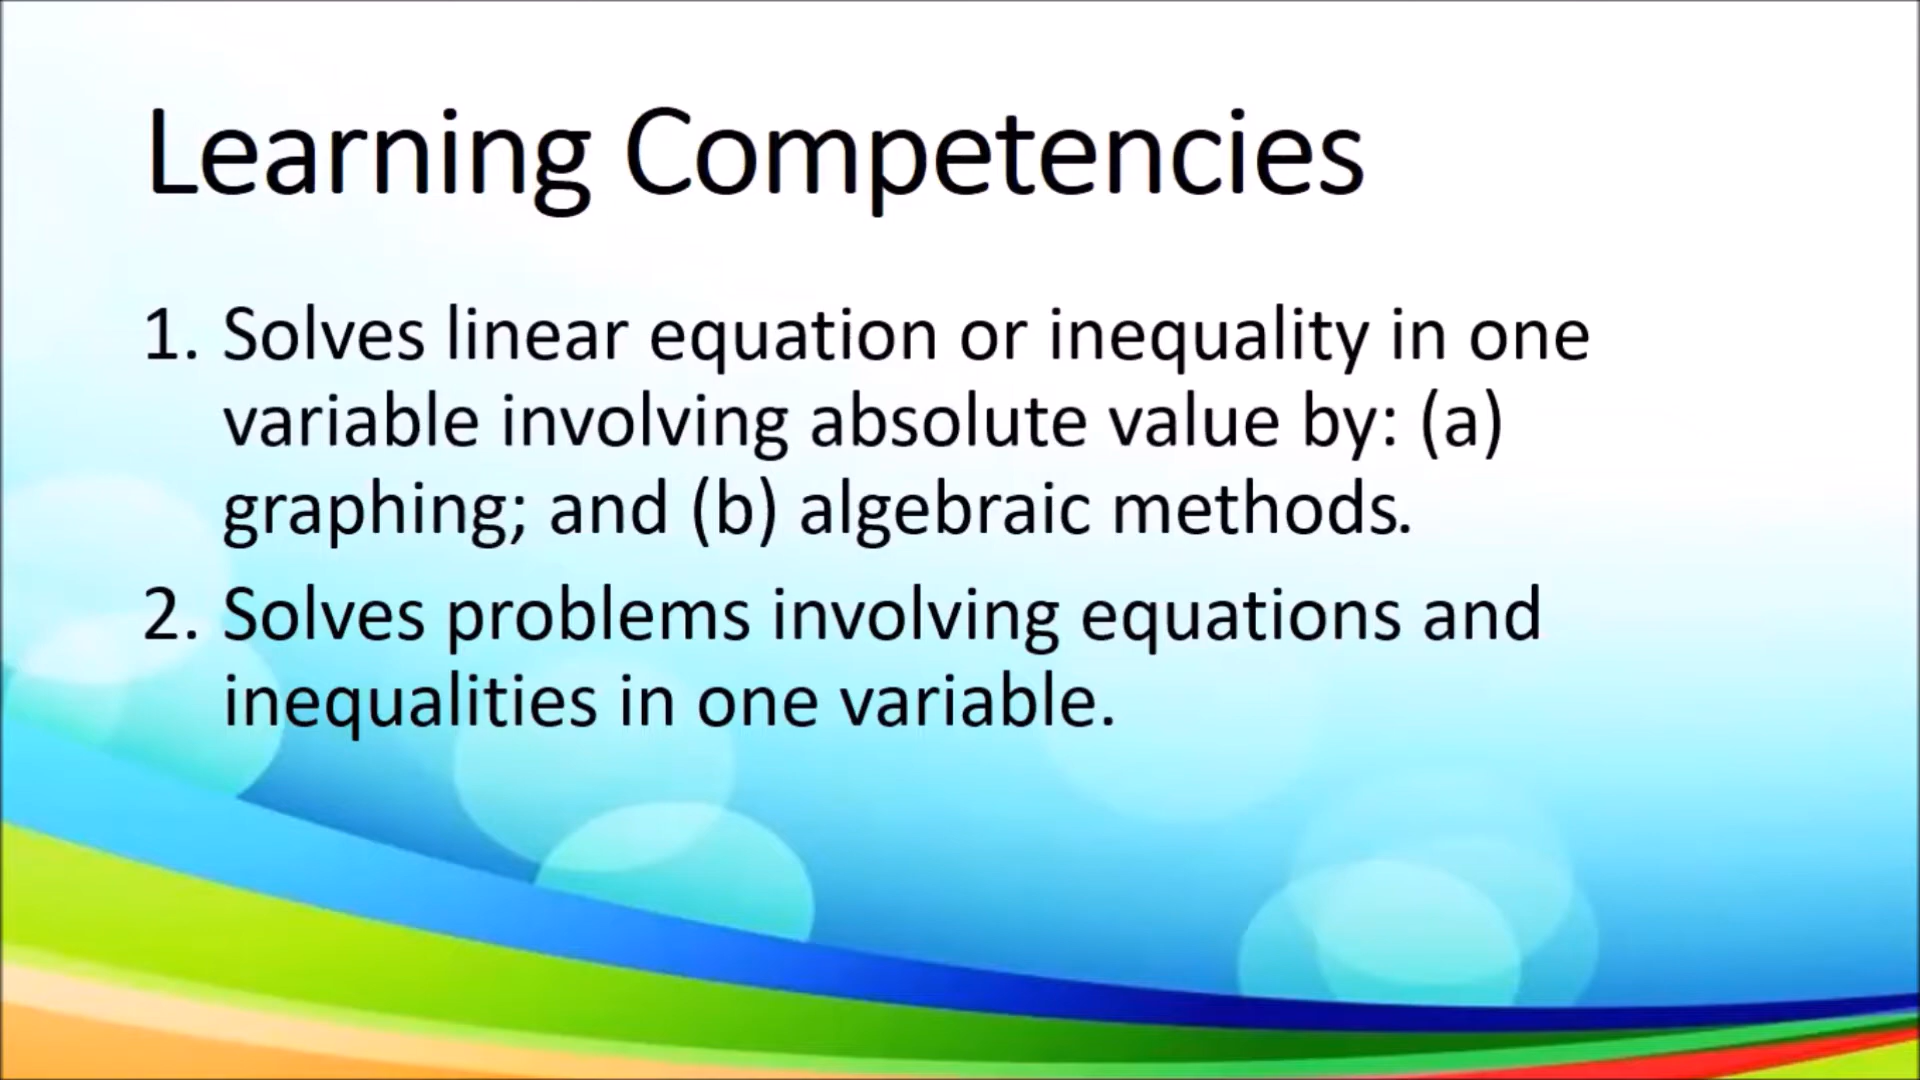 Learning Competencies
1. Solves linear equation or inequality in one
variable involving absolute value by: (a)
graphing; and (b) algebraic methods.
2. Solves problems involving equations and
inequalities in one variable.